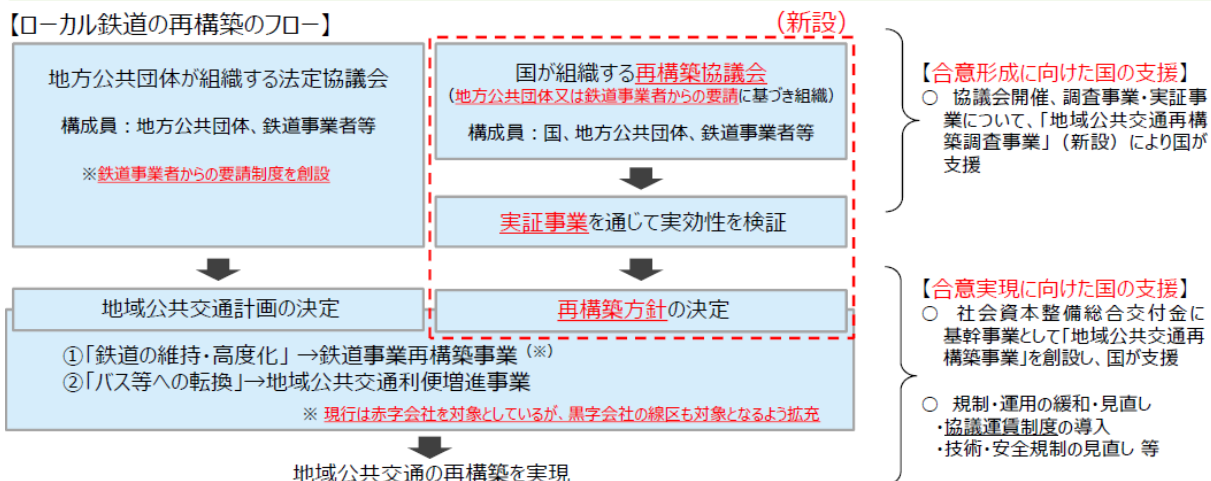 【ローカル鉄道の再構築のフロー】
(新設)
地方公共団体が組織する法定協議会
構成員：地方公共団体、鉄道事業者等
※鉄道事業者からの要請制度を創設
国が組織する再構築協議会
(地方公共団体又は鉄道事業者からの要請に基づき組織)
構成員：国、地方公共団体、鉄道事業者等
実証事業を通じて実効性を検証
地域公共交通計画の決定
再構築方針の決定
①「鉄道の維持・高度化」→鉄道事業再構築事業(※)
②「バス等への転換」→地域公共交通利便増進事業
※ 現行は赤字会社を対象としているが、黒字会社の線区も対象となるよう拡充
地域公共交通の再構築を実現
【合意形成に向けた国の支援】
○ 協議会開催、調査事業・実証事
業について、「地域公共交通再構
築調査事業」（新設）により国が
支援
【合意実現に向けた国の支援】
○ 社会資本整備総合交付金に
基幹事業として「地域公共交通再
構築事業」を創設し、国が支援
○ 規制・運用の緩和・見直し
・協議運賃制度の導入
・技術・安全規制の見直し 等